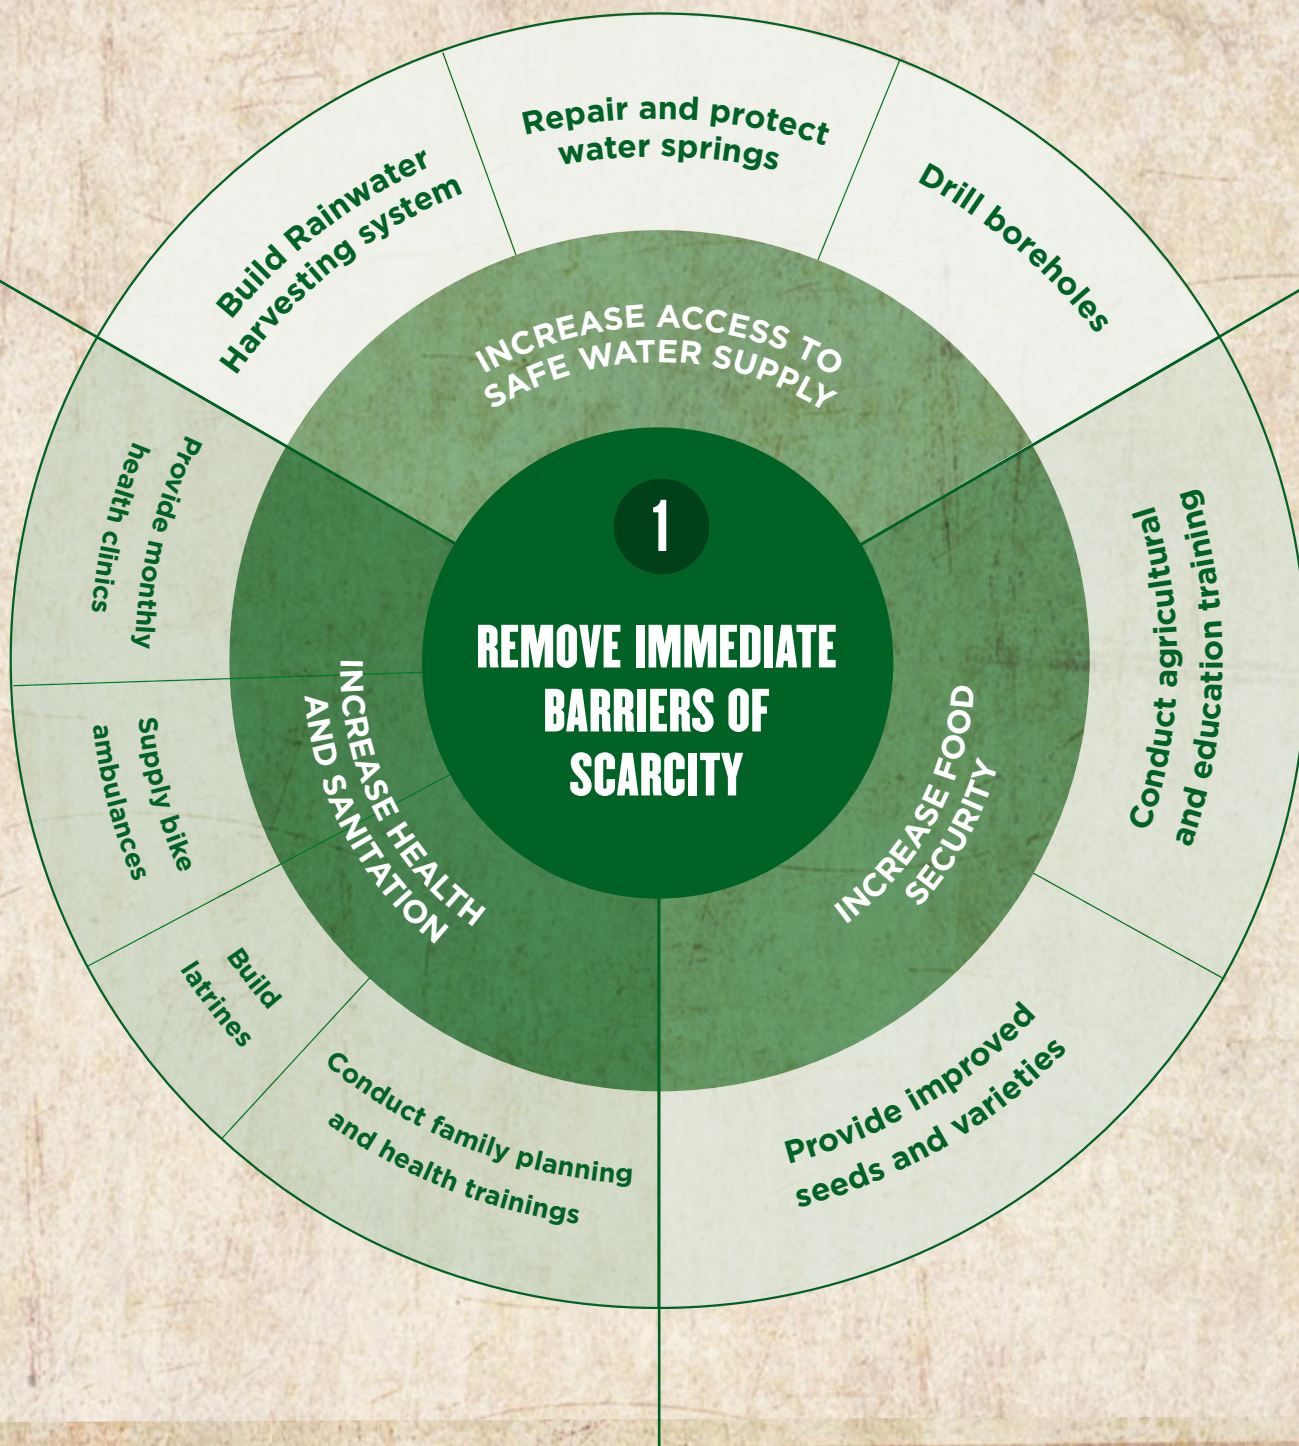 1
REMOVE IMMEDIATE
BARRIERS OF
SCARCITY
INCREASE ACCESS TO
SAFE WATER SUPPLY
Build Rainwater
Harvesting system
Repair and protect
water springs
Drill boreholes
INCREASE FOOD
SECURITY
Conduct agricultural
and education training
Provide improved
seeds and varieties
INCREASE HEALTH
AND SANITATION
Conduct family planning
and health trainings
Build
latrines
Supply bike
ambulances
Provide monthly
health clinics